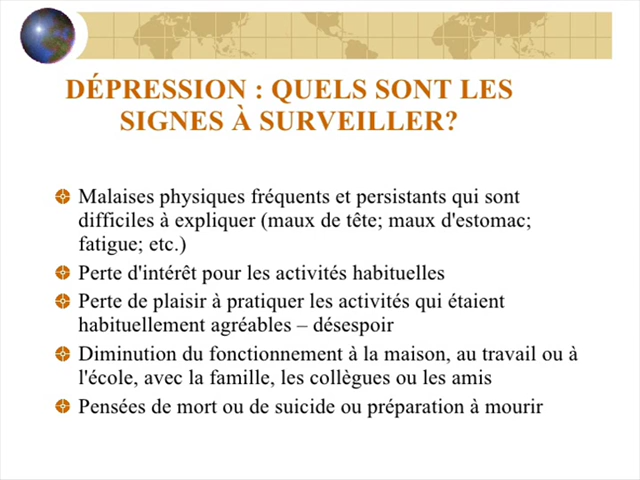 DÉPRESSION : QUELS SONT LES
SIGNES À SURVEILLER?
Malaises physiques fréquents et persistants qui sont
difficiles à expliquer (maux de tête; maux d'estomac;
fatigue; etc.)
Perte d'intérêt pour les activités habituelles
Perte de plaisir à pratiquer les activités qui étaient
habituellement agréables – désespoir
Diminution du fonctionnement à la maison, au travail ou à
l'école, avec la famille, les collègues ou les amis
Pensées de mort ou de suicide ou préparation à mourir